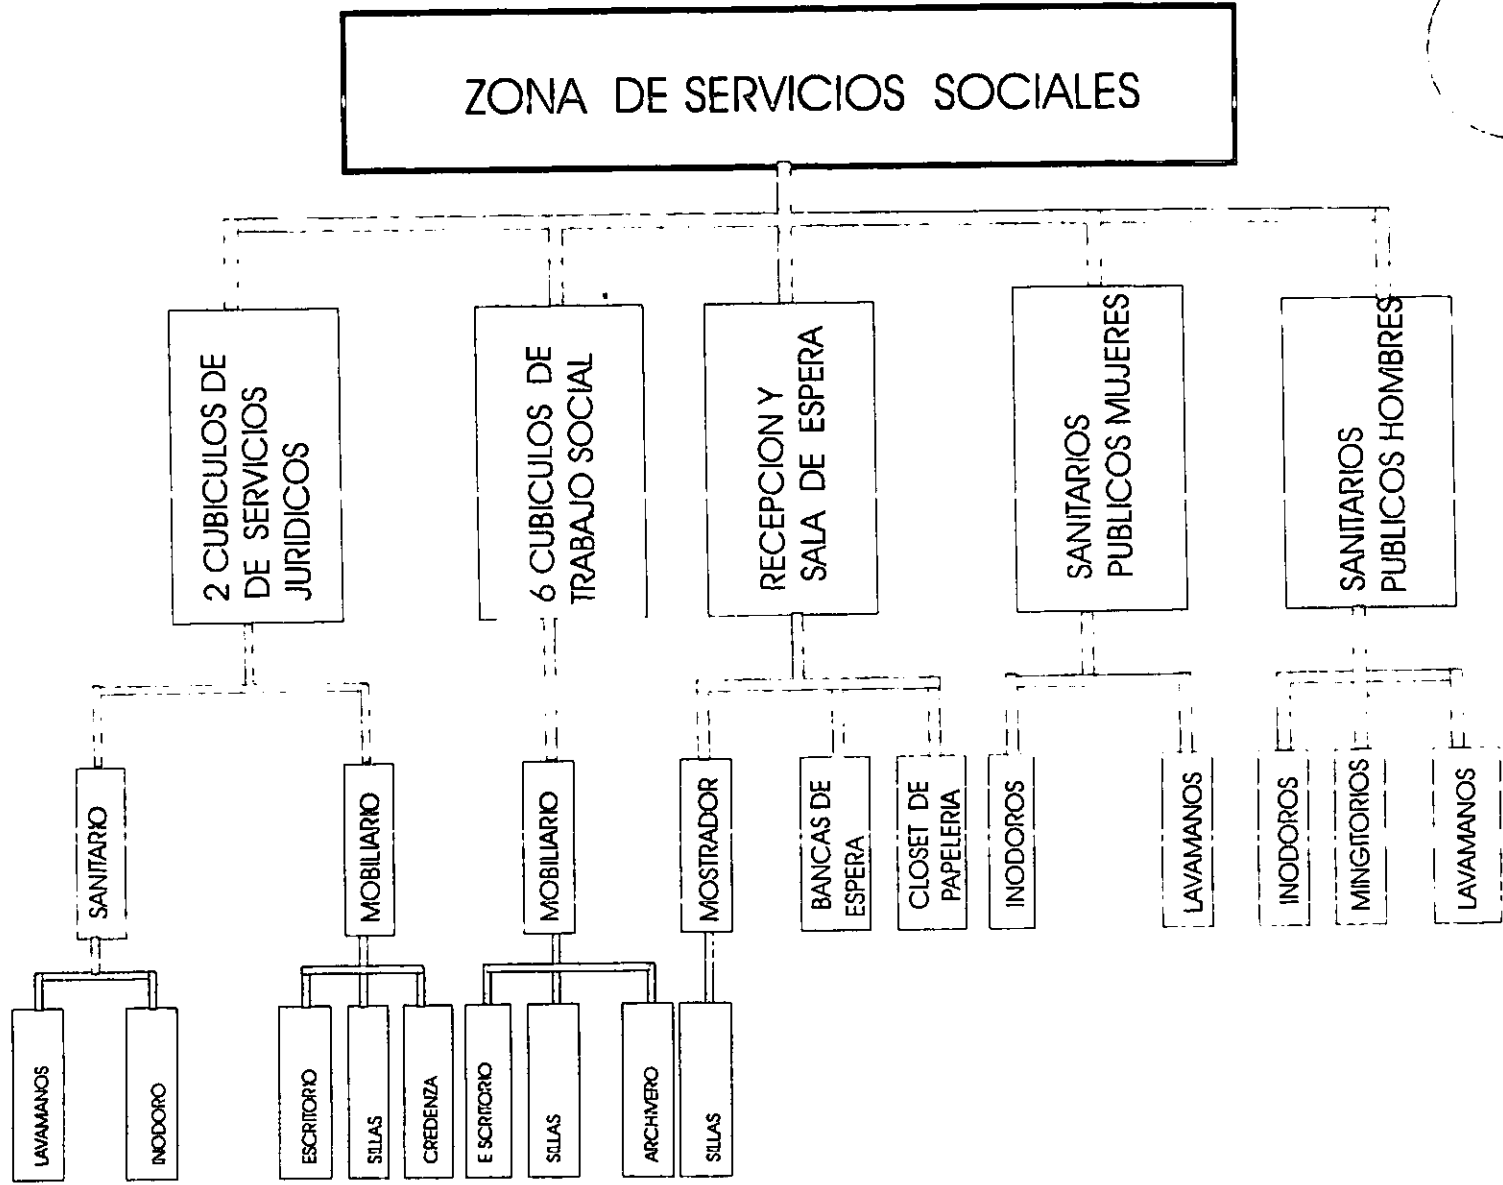 ZONA DE SERVICIOS SOCIALES
2 CUBICULOS DE
DE SERVICIOS
JURIDICOS
6 CUBICULOS DE
TRABAJO SOCIAL
RECEPCION Y
SALA DE ESPERA
SANITARIOS
PUBLICOS MUJERES
SANITARIOS
PUBLICOS HOMBRES
SANITARIO
MOBILIARIO
MOBILIARIO
MOSTRADOR
BANCAS DE
ESPERA
CLOSET DE
PAPELERIA
INODOROS
LAVAMANOS
INODOROS
MINGITORIOS
LAVAMANOS
LAVAMANOS
INODORO
ESCRITORIO
SILLAS
CREDENZA
E SCRITORIO
SILLAS
ARCHIVERO
SILLAS